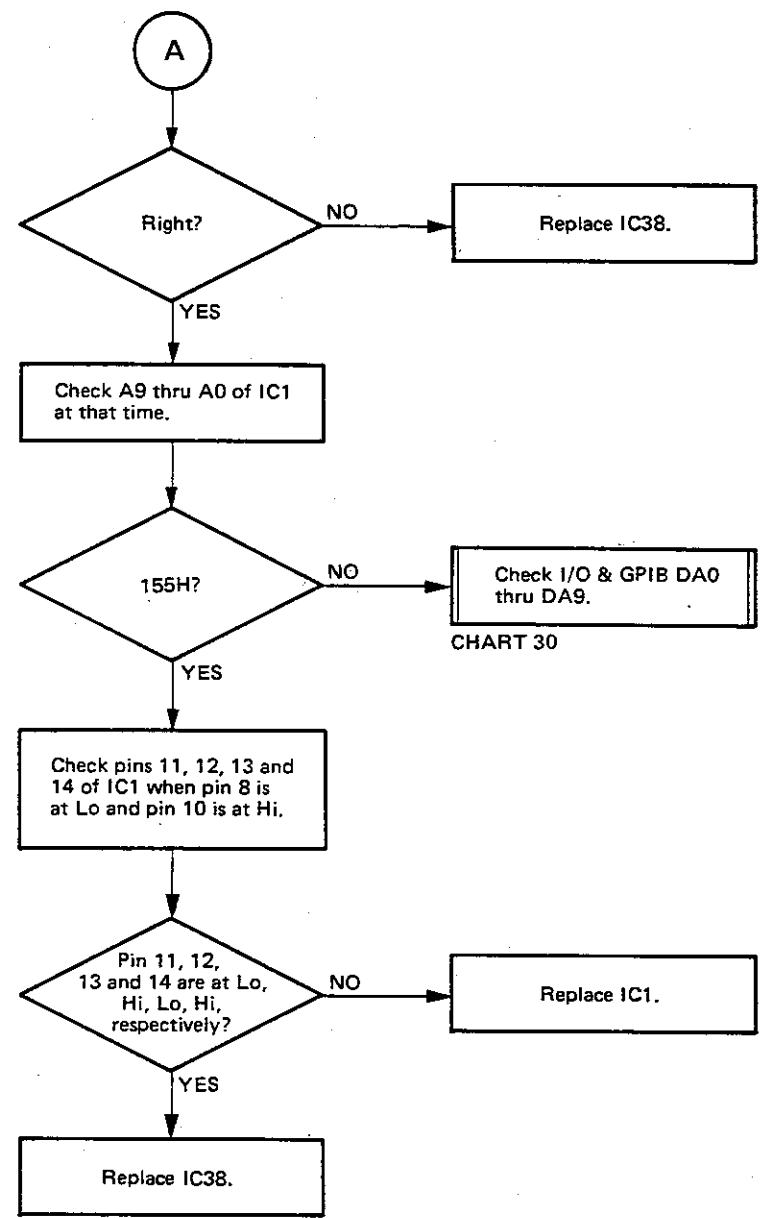 A
Right?
NO
Replace IC38.
YES
Check A9 thru A0 of IC1
at that time.
155H?
NO
Check I/O & GPIB DA0
thru DA9.
CHART 30
YES
Check pins 11, 12, 13 and
14 of IC1 when pin 8 is
at Lo and pin 10 is at Hi.
Pin 11, 12,
13 and 14 are at Lo,
Hi, Lo, Hi,
respectively?
NO
Replace IC1.
YES
Replace IC38.